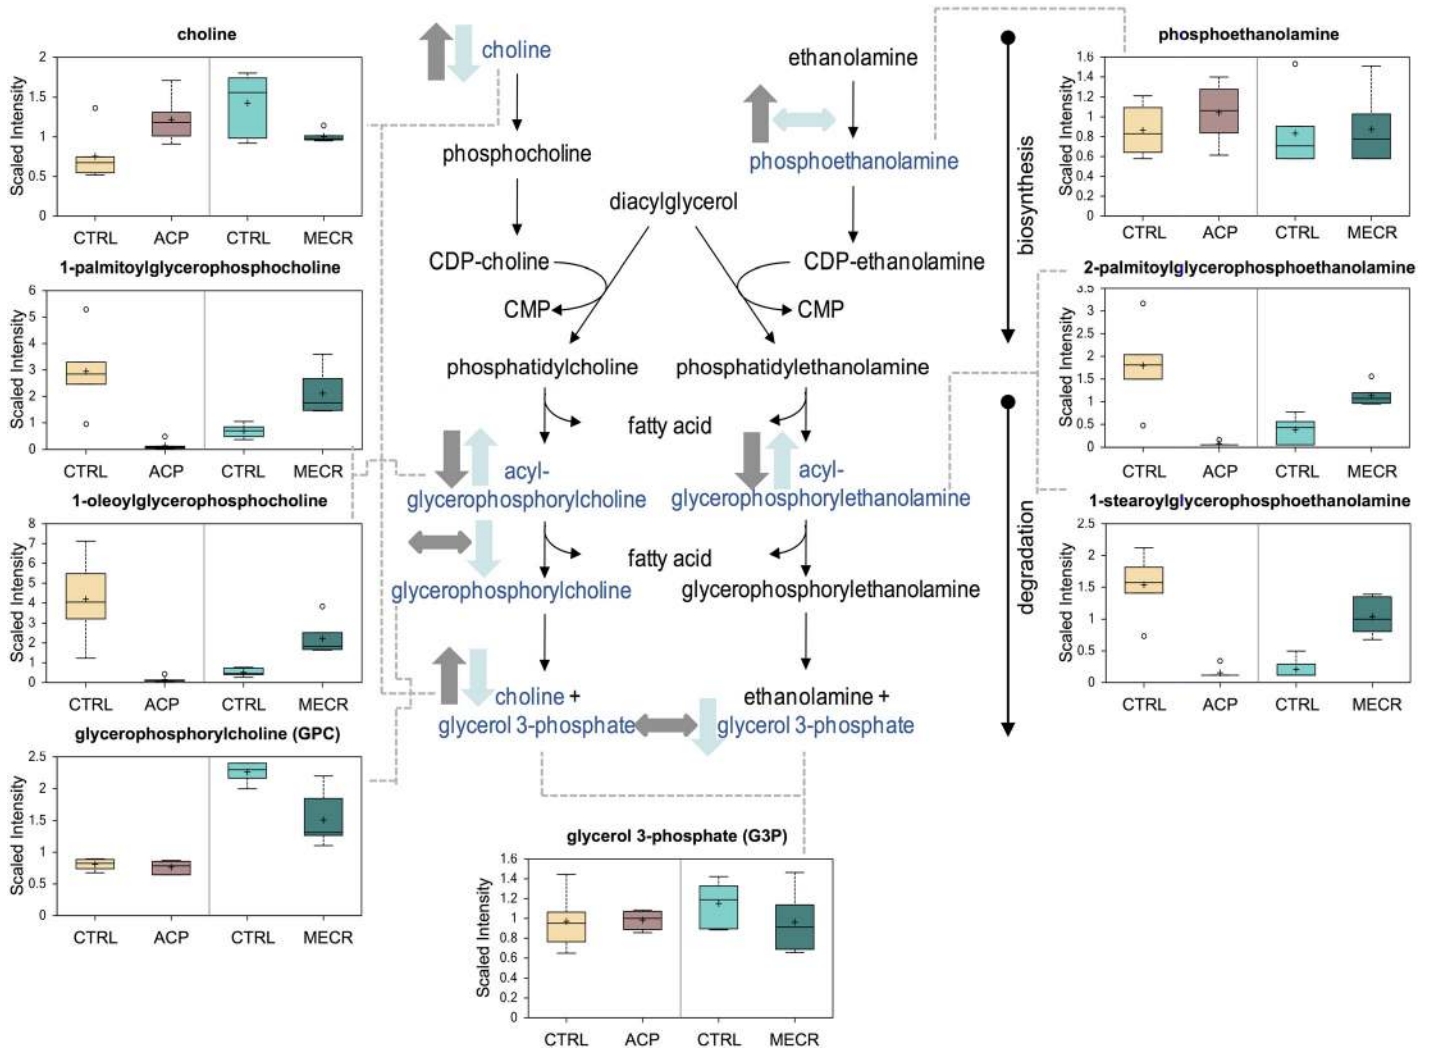 choline
Scaled Intensity
2
1.5
1
0.5
0
CTRL ACP CTRL MECR
1-palmitoylglycerophosphocholine
Scaled Intensity
6
5
4
3
2
1
0
CTRL ACP CTRL MECR
1-oleoylglycerophosphocholine
Scaled Intensity
8
7
6
5
4
3
2
1
0
CTRL ACP CTRL MECR
glycerophosphorylcholine (GPC)
Scaled Intensity
2.5
2
1.5
1
0.5
0
CTRL ACP CTRL MECR
choline
ethanolamine
phosphocholine
phosphoethanolamine
diacylglycerol
CDP-choline
CDP-ethanolamine
CMP
CMP
phosphatidylcholine
phosphatidylethanolamine
fatty acid
acyl-
glycerophosphorylcholine
acyl-
glycerophosphorylethanolamine
fatty acid
glycerophosphorylcholine
glycerophosphorylethanolamine
choline +
glycerol 3-phosphate
ethanolamine +
glycerol 3-phosphate
biosynthesis
degradation
glycerol 3-phosphate (G3P)
Scaled Intensity
1.6
1.4
1.2
1
0.8
0.6
0.4
0.2
0
CTRL ACP CTRL MECR
phosphoethanolamine
Scaled Intensity
1.6
1.4
1.2
1
0.8
0.6
0.4
0.2
0
CTRL ACP CTRL MECR
2-palmitoylglycerophosphoethanolamine
Scaled Intensity
3.5
3
2.5
2
1.5
1
0.5
0
CTRL ACP CTRL MECR
1-stearoylglycerophosphoethanolamine
Scaled Intensity
2.5
2
1.5
1
0.5
0
CTRL ACP CTRL MECR